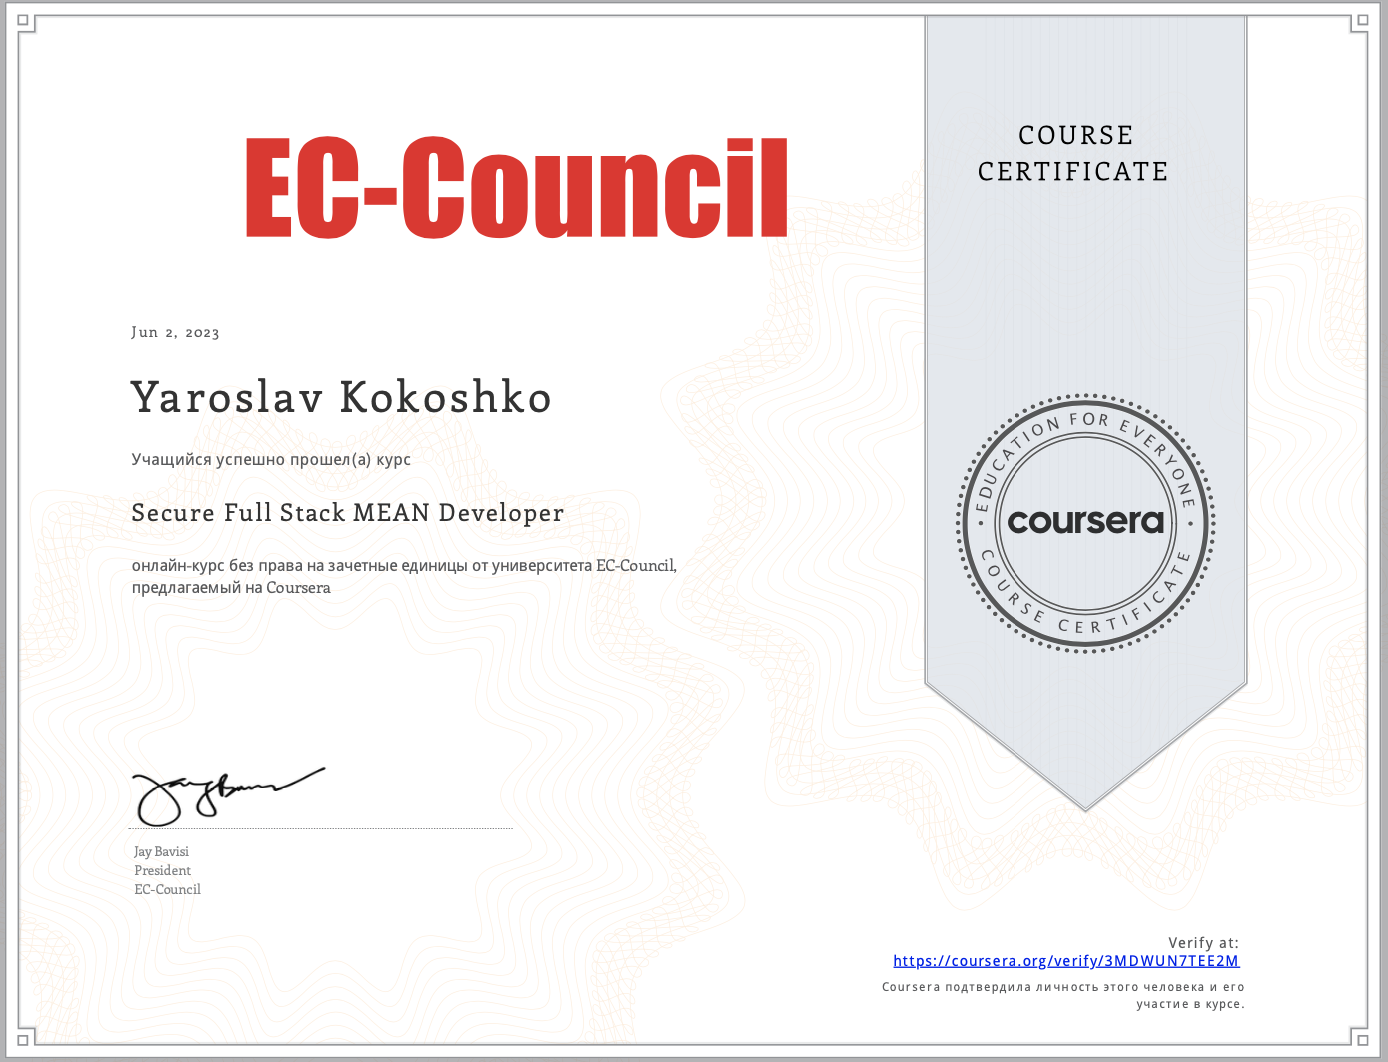 EC-Council
COURSE
CERTIFICATE
Jun 2, 2023
Yaroslav Kokoshko
Учащийся успешно прошел(а) курс
Secure Full Stack MEAN Developer
онлайн-курс без права на зачетные единицы от университета EC-Council,
предлагаемый на Coursera
EDUCATION FOR EVERYONE
coursera
COURSE CERTIFICATE
Jay Bavisi
President
EC-Council
Verify at:
https://coursera.org/verify/3MDWUN7TEE2M
Coursera подтвердила личность этого человека и его
участие в курсе.